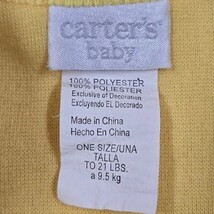 carter's
baby
100% POLYESTER
100% POLIESTER
Exclusive of Decoration
Excluyendo EL Decorado
Made in China
Hecho En China
ONE SIZE/UNA
TALLA
TO 21 LBS.
a 9.5 kg